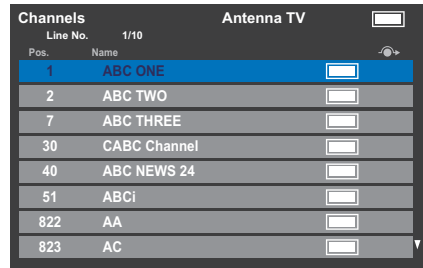 Channels Antenna TV
Line No. 1/10
Pos. Name
1 ABC ONE
2 ABC TWO
7 ABC THREE
30 CABC Channel
40 ABC NEWS 24
51 ABCi
822 AA
823 AC